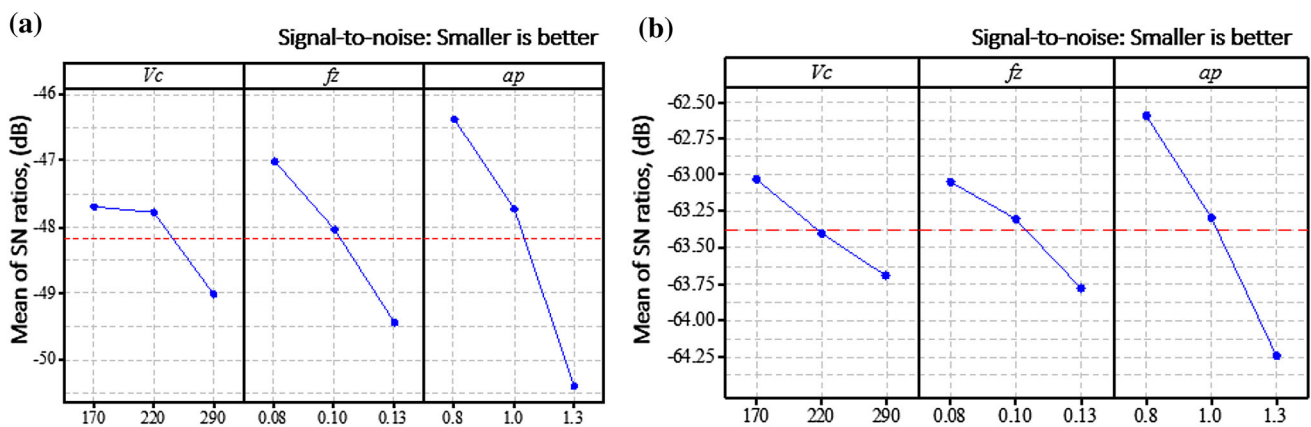 (a)
Signal-to-noise: Smaller is better
Vc fz ap
Mean of SN ratios, (dB)
-46
-47
-48
-49
-50
170 220 290 0.08 0.10 0.13 0.8 1.0 1.3
(b)
Signal-to-noise: Smaller is better
Vc fz ap
Mean of SN ratios, (dB)
-62.50
-62.75
-63.00
-63.25
-63.50
-63.75
-64.00
-64.25
170 220 290 0.08 0.10 0.13 0.8 1.0 1.3